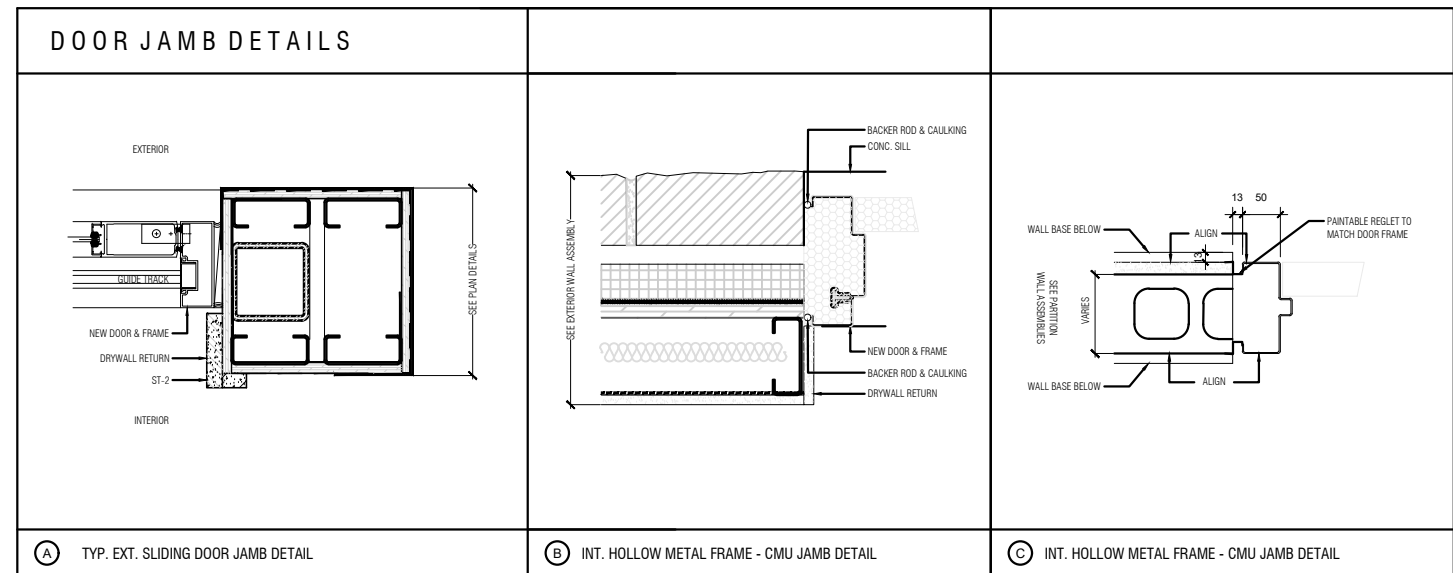 DOOR JAMB DETAILS
EXTERIOR
GUIDE TRACK
NEW DOOR & FRAME
DRYWALL RETURN
ST-2
INTERIOR
SEE PLAN DETAILS
A TYP. EXT. SLIDING DOOR JAMB DETAIL
BACKER ROD & CAULKING
CONC. SILL
SEE EXTERIOR WALL ASSEMBLY
NEW DOOR & FRAME
BACKER ROD & CAULKING
DRYWALL RETURN
B INT. HOLLOW METAL FRAME - CMU JAMB DETAIL
13 50
PAINTABLE REGLET TO
MATCH DOOR FRAME
WALL BASE BELOW
ALIGN
13
SEE PARTITION
WALL ASSEMBLIES
VARIES
WALL BASE BELOW
ALIGN
C INT. HOLLOW METAL FRAME - CMU JAMB DETAIL